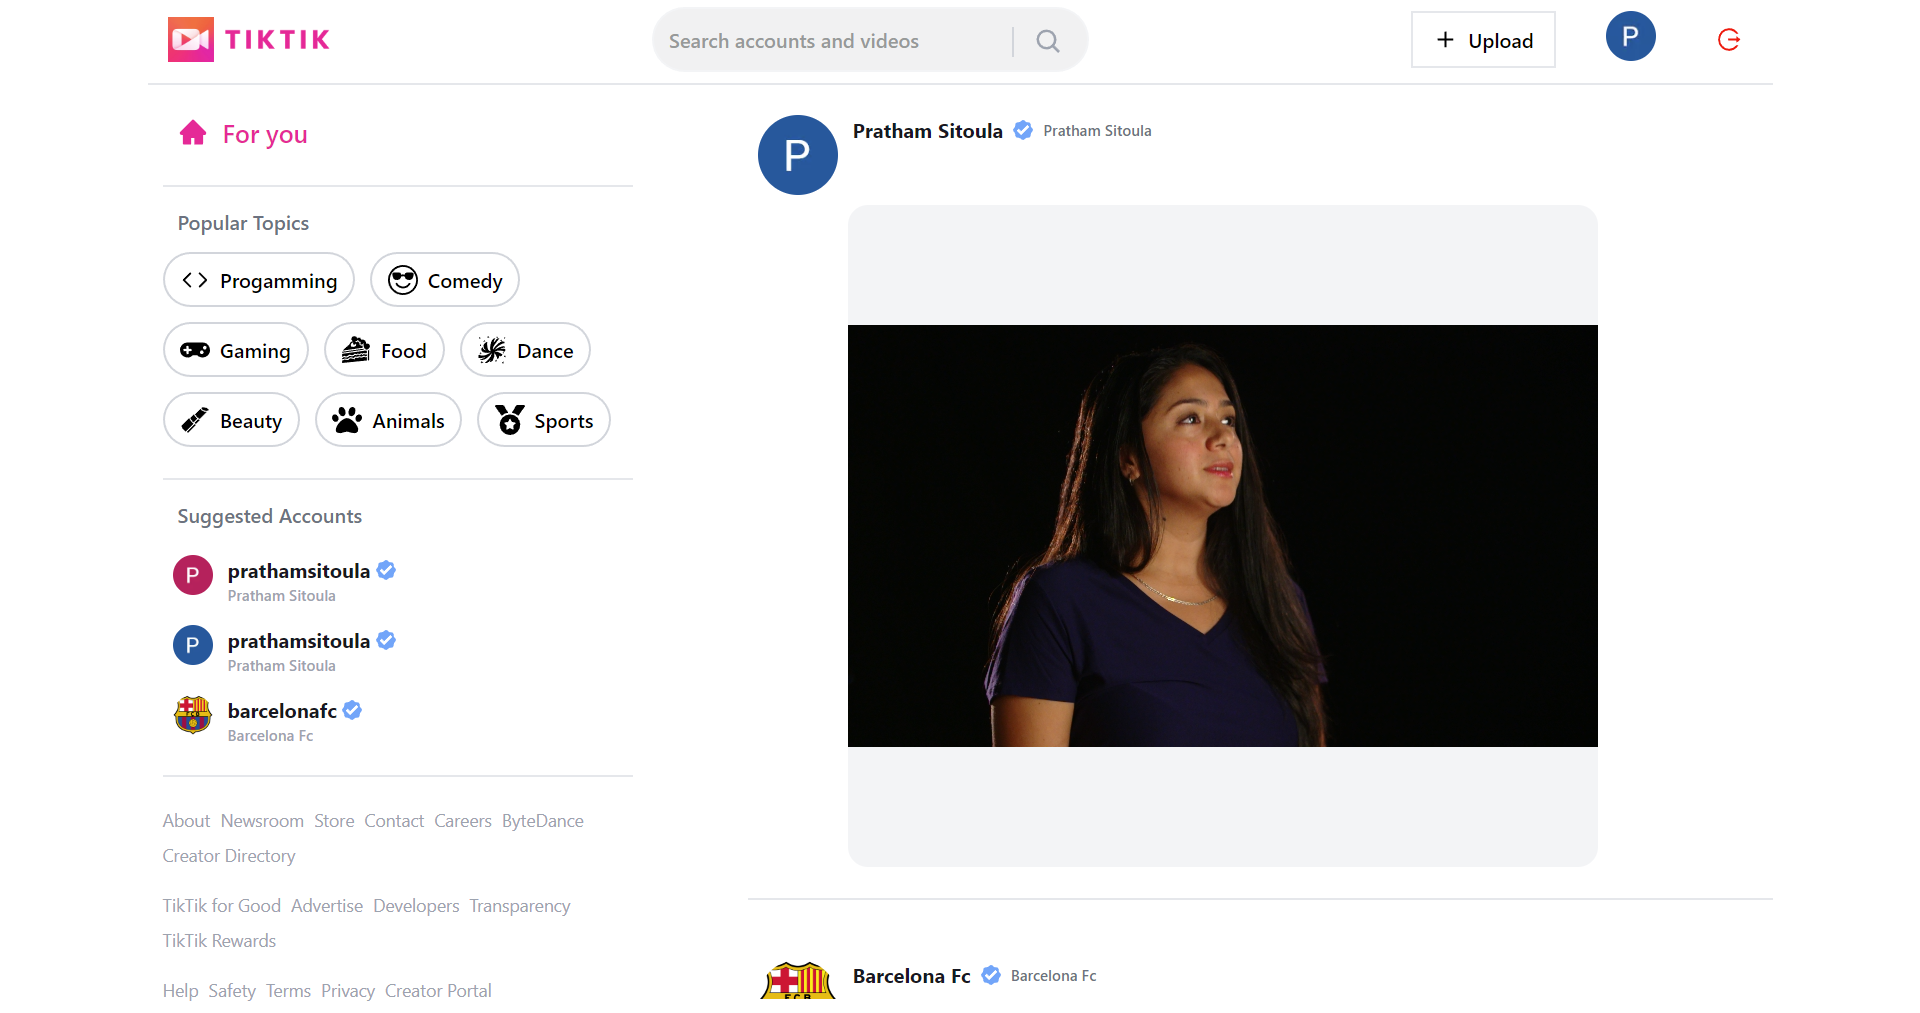 TIKTIK
Search accounts and videos
+ Upload
P
For you
P
Pratham Sitoula Pratham Sitoula
Popular Topics
Progamming
Comedy
Gaming
Food
Dance
Beauty
Animals
Sports
Suggested Accounts
P
prathamsitoula
Pratham Sitoula
P
prathamsitoula
Pratham Sitoula
FCB
barcelonafc
Barcelona Fc
About Newsroom Store Contact Careers ByteDance
Creator Directory
TikTik for Good Advertise Developers Transparency
TikTik Rewards
Help Safety Terms Privacy Creator Portal
FCB
Barcelona Fc Barcelona Fc